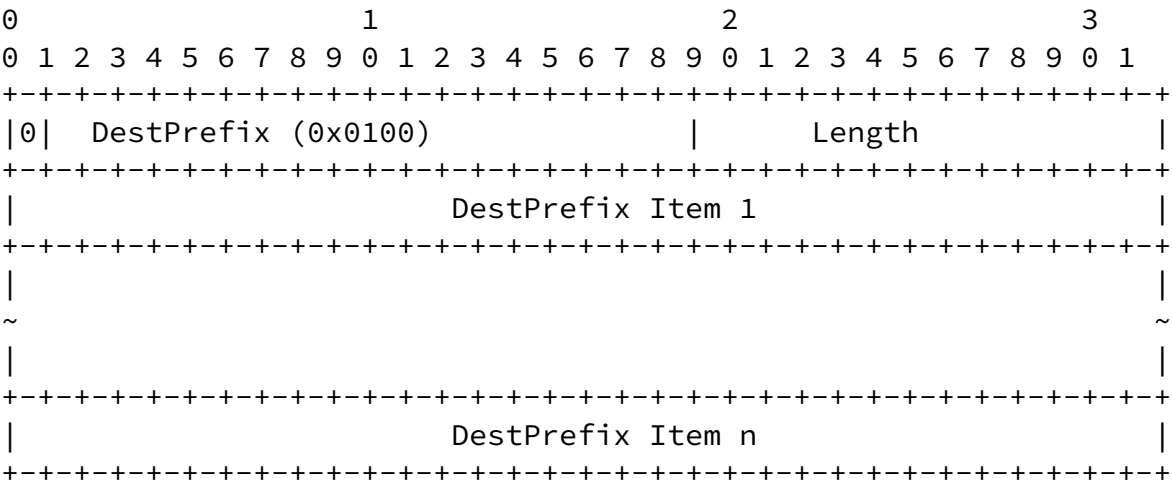 0                   1                   2                   3
0 1 2 3 4 5 6 7 8 9 0 1 2 3 4 5 6 7 8 9 0 1 2 3 4 5 6 7 8 9 0 1
+-+-+-+-+-+-+-+-+-+-+-+-+-+-+-+-+-+-+-+-+-+-+-+-+-+-+-+-+-+-+-+-+
|0|  DestPrefix (0x0100)              |      Length             |
+-+-+-+-+-+-+-+-+-+-+-+-+-+-+-+-+-+-+-+-+-+-+-+-+-+-+-+-+-+-+-+-+
|                        DestPrefix Item 1                      |
+-+-+-+-+-+-+-+-+-+-+-+-+-+-+-+-+-+-+-+-+-+-+-+-+-+-+-+-+-+-+-+-+
|                                                               |
~                                                               ~
|                                                               |
+-+-+-+-+-+-+-+-+-+-+-+-+-+-+-+-+-+-+-+-+-+-+-+-+-+-+-+-+-+-+-+-+
|                        DestPrefix Item n                      |
+-+-+-+-+-+-+-+-+-+-+-+-+-+-+-+-+-+-+-+-+-+-+-+-+-+-+-+-+-+-+-+-+